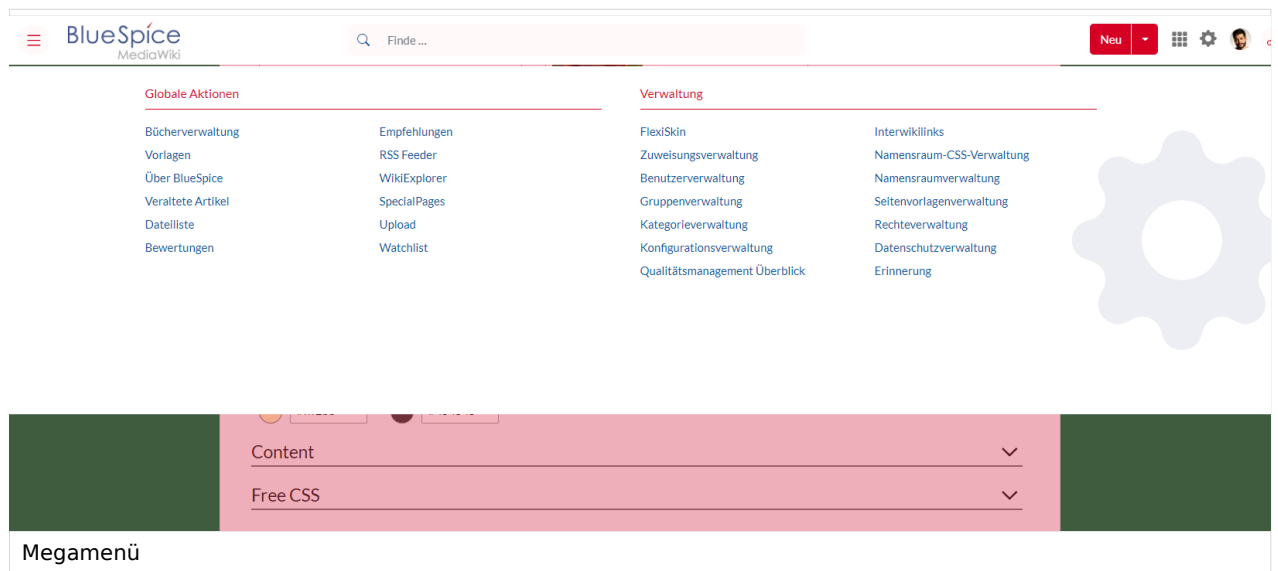 BlueSpice
MediaWiki
Finde ...
Neu
Globale Aktionen
Bücherverwaltung
Vorlagen
Über BlueSpice
Veraltete Artikel
Dateiliste
Bewertungen
Empfehlungen
RSS Feeder
WikiExplorer
SpecialPages
Upload
Watchlist
Verwaltung
FlexiSkin
Zuweisungsverwaltung
Benutzerverwaltung
Gruppenverwaltung
Kategorieverwaltung
Konfigurationsverwaltung
Qualitätsmanagement Überblick
Interwikilinks
Namensraum-CSS-Verwaltung
Namensraumverwaltung
Seitenvorlagenverwaltung
Rechteverwaltung
Datenschutzverwaltung
Erinnerung
Content
Free CSS
Megamenü